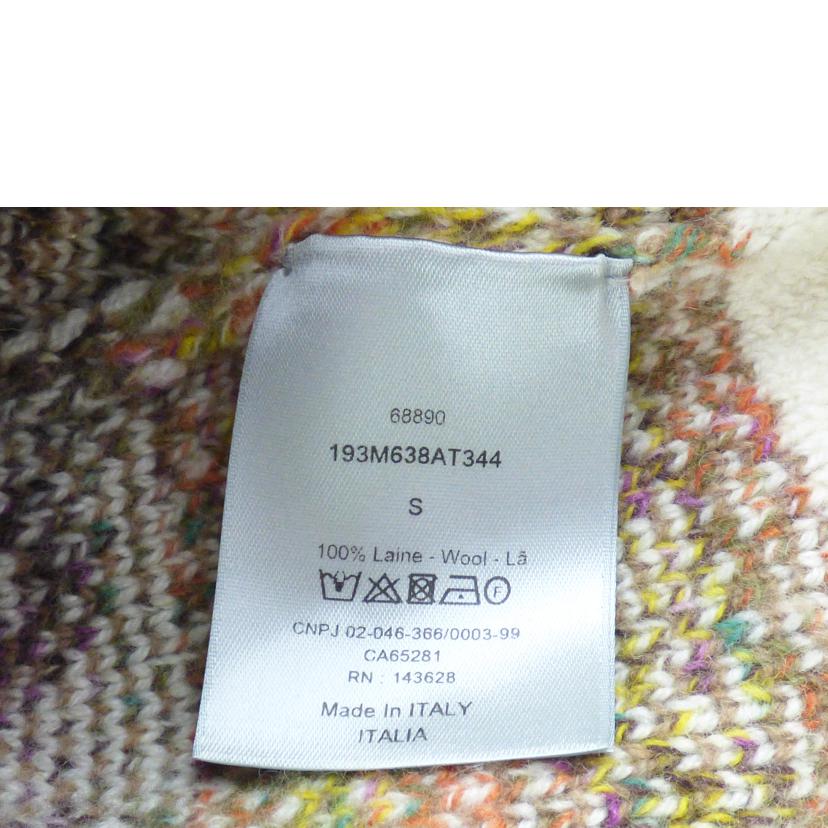 68890
193M638AT344
S
100% Laine - Wool - Lã
F
CNPJ 02-046-366/0003-99
CA65281
RN : 143628
Made In ITALY
ITALIA